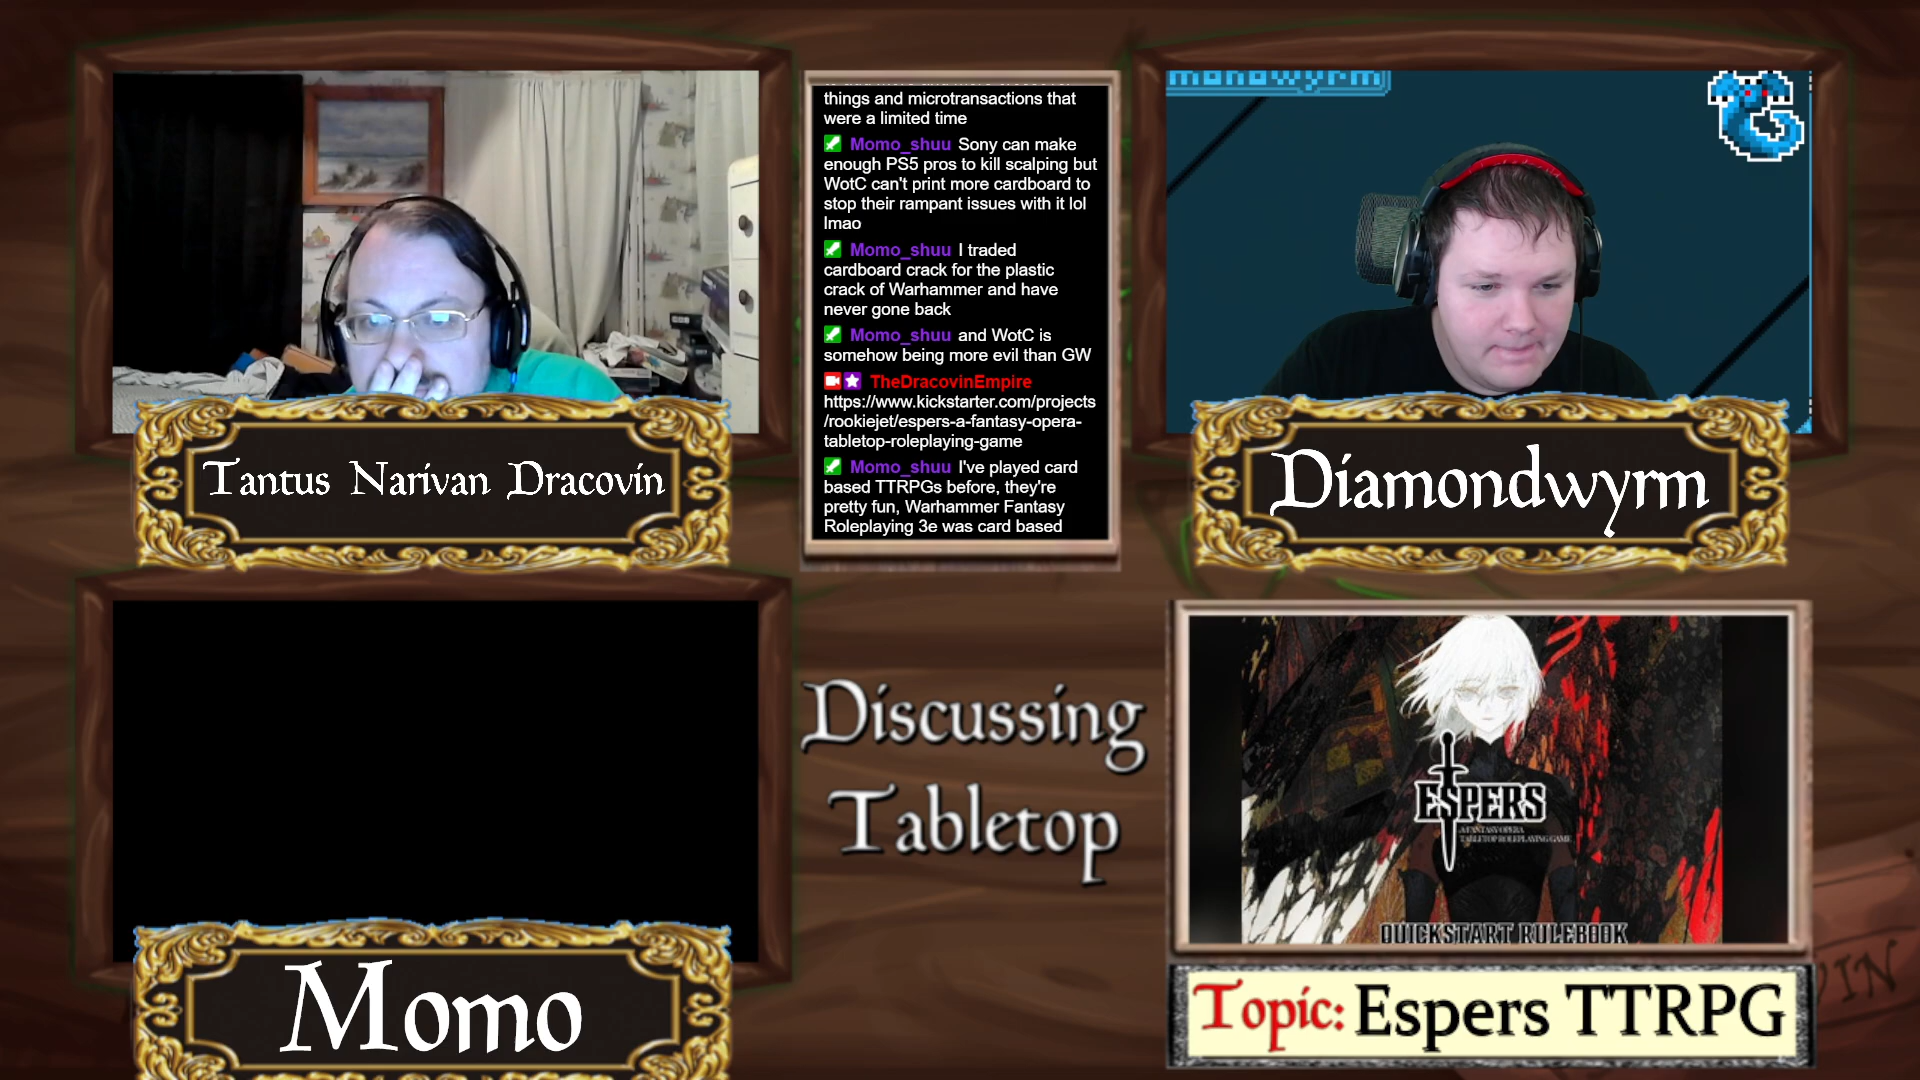 things and microtransactions that
were a limited time
Momo_shuu Sony can make
enough PS5 pros to kill scalping but
WotC can't print more cardboard to
stop their rampant issues with it lol
lmao
Momo_shuu I traded
cardboard crack for the plastic
crack of Warhammer and have
never gone back
Momo_shuu and WotC is
somehow being more evil than GW
TheDracovinEmpire
https://www.kickstarter.com/projects
/rookiejet/espers-a-fantasy-opera-
tabletop-roleplaying-game
Momo_shuu I've played card
based TTRPGs before, they're
pretty fun, Warhammer Fantasy
Roleplaying 3e was card based
Tantus Narivan Dracovin
Diamondwyrm
Momo
Discussing
Tabletop
ESPERS
A FANTASY OPERA
TABLETOP ROLEPLAYING GAME
QUICKSTART RULEBOOK
Topic: Espers TTRPG